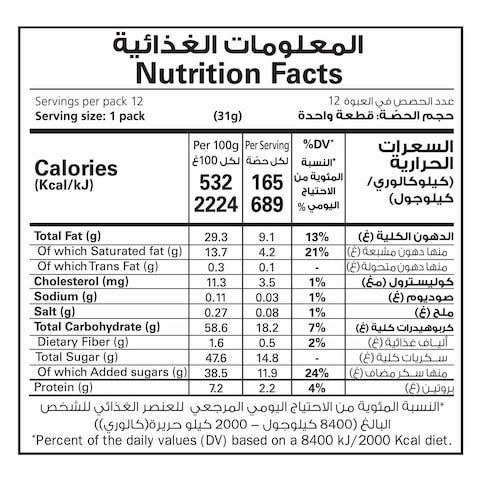 المعلومات الغذائية
Nutrition Facts
Servings per pack 12 عدد الحصص في العبوة 12
Serving size: 1 pack (31g) حجم الحصّة: قطعة واحدة
Calories (Kcal/kJ) Per 100g لكل 100غ Per Serving لكل حصّة %DV* النسبة المئوية من الاحتياج اليومي % السعرات الحرارية (كيلوكالوري/كيلوجول)
532 165
2224 689
Total Fat (g) 29.3 9.1 13% الدهون الكلية (غ)
Of which Saturated fat (g) 13.7 4.2 21% منها دهون مشبعة (غ)
Of which Trans Fat (g) 0.3 0.1 - منها دهون متحولة (غ)
Cholesterol (mg) 11.3 3.5 1% كوليسترول (مغ)
Sodium (g) 0.11 0.03 1% صوديوم (غ)
Salt (g) 0.27 0.08 1% ملح (غ)
Total Carbohydrate (g) 58.6 18.2 7% كربوهيدرات كلية (غ)
Dietary Fiber (g) 1.6 0.5 2% ألياف غذائية (غ)
Total Sugar (g) 47.6 14.8 - سكريات كلية (غ)
Of which Added sugars (g) 38.5 11.9 24% منها سكر مضاف (غ)
Protein (g) 7.2 2.2 4% بروتين (غ)
*النسبة المئوية من الاحتياج اليومي المرجعي للعنصر الغذائي للشخص
البالغ (8400 كيلوجول – 2000 كيلو حريرة(كالوري))
*Percent of the daily values (DV) based on a 8400 kJ/2000 Kcal diet.